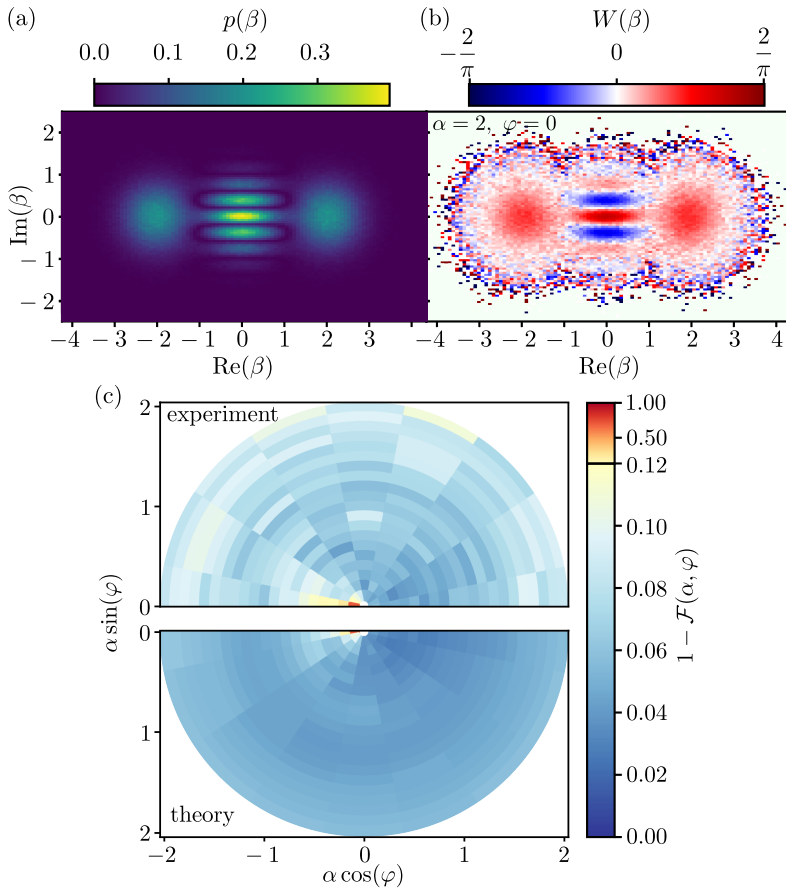 (a) p(β)
0.0 0.1 0.2 0.3
(b) W(β)
−2/π 0 2/π
Im(β)
2
1
0
− 1
− 2
−4 − 3 − 2 − 1 0 1 2 3
Re(β)
α = 2, φ = 0
−4 −3 −2 −1 0 1 2 3 4
Re(β)
(c)
experiment
2
1
0
α sin(φ)
0
1
2
theory
−2 − 1 0 1 2
α cos(φ)
1.00
0.50
0.12
0.10
0.08
0.06
0.04
0.02
0.00
1 − F(α, φ)